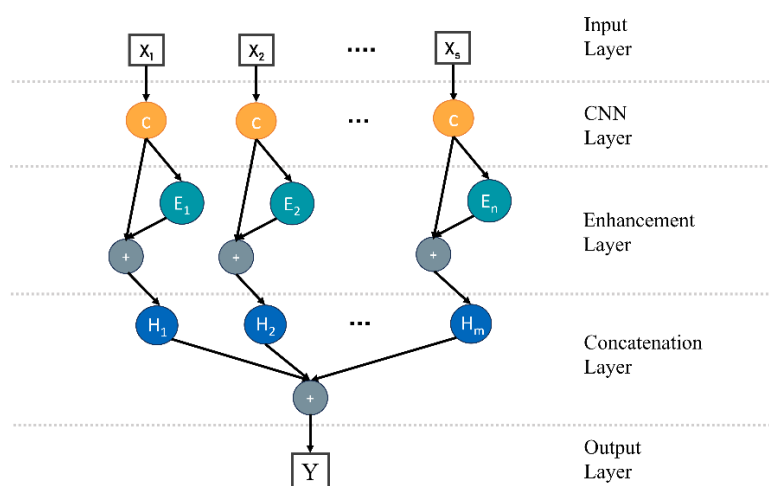 X₁ X₂ .... Xₛ Input
Layer
C C ... C CNN
Layer
E₁ E₂ Eₙ Enhancement
Layer
+ + +
H₁ H₂ ... Hₘ Concatenation
Layer
+
Y Output
Layer